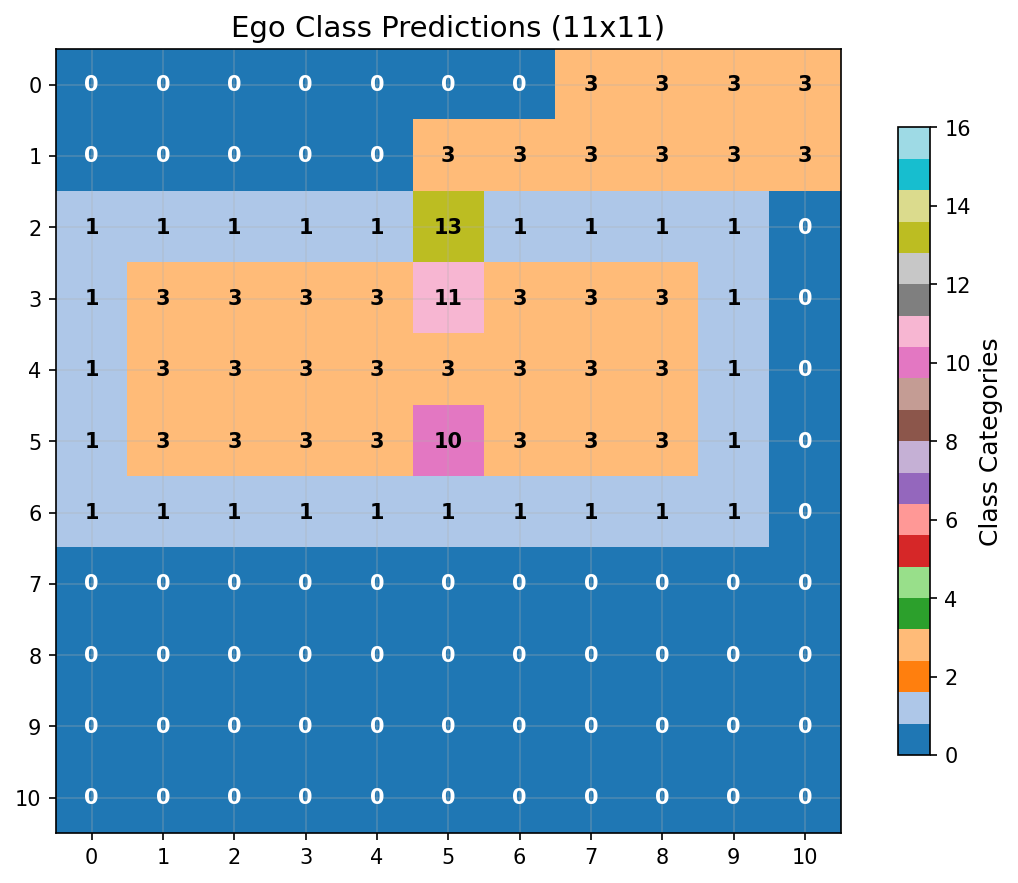 Ego Class Predictions (11x11)
0 0 0 0 0 0 0 0 3 3 3 3
1 0 0 0 0 0 3 3 3 3 3 3
2 1 1 1 1 1 13 1 1 1 1 0
3 1 3 3 3 3 11 3 3 3 1 0
4 1 3 3 3 3 3 3 3 3 1 0
5 1 3 3 3 3 10 3 3 3 1 0
6 1 1 1 1 1 1 1 1 1 1 0
7 0 0 0 0 0 0 0 0 0 0 0
8 0 0 0 0 0 0 0 0 0 0 0
9 0 0 0 0 0 0 0 0 0 0 0
10 0 0 0 0 0 0 0 0 0 0 0
0 1 2 3 4 5 6 7 8 9 10
16
14
12
10
8
6
4
2
0
Class Categories